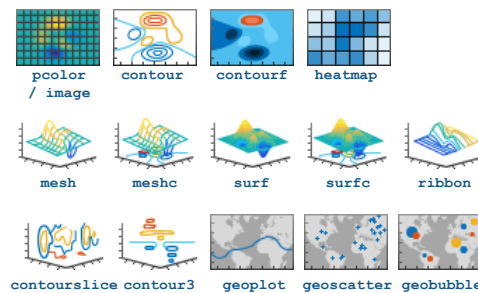 pcolor contour contourf heatmap
/ image
mesh meshc surf surfc ribbon
contourslice contour3 geoplot geoscatter geobubble